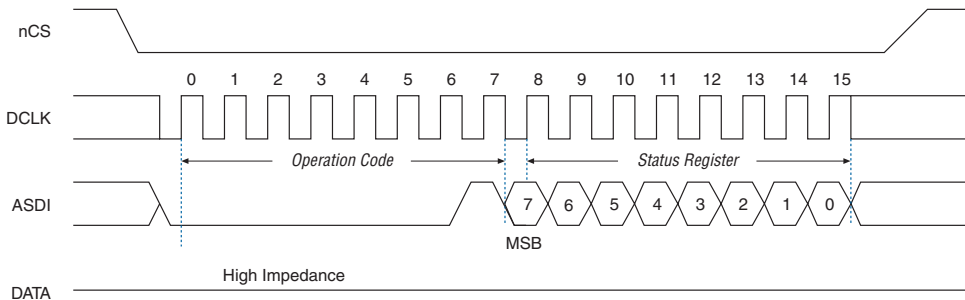 nCS
0 1 2 3 4 5 6 7 8 9 10 11 12 13 14 15
DCLK
Operation Code Status Register
ASDI 7 6 5 4 3 2 1 0
MSB
High Impedance
DATA